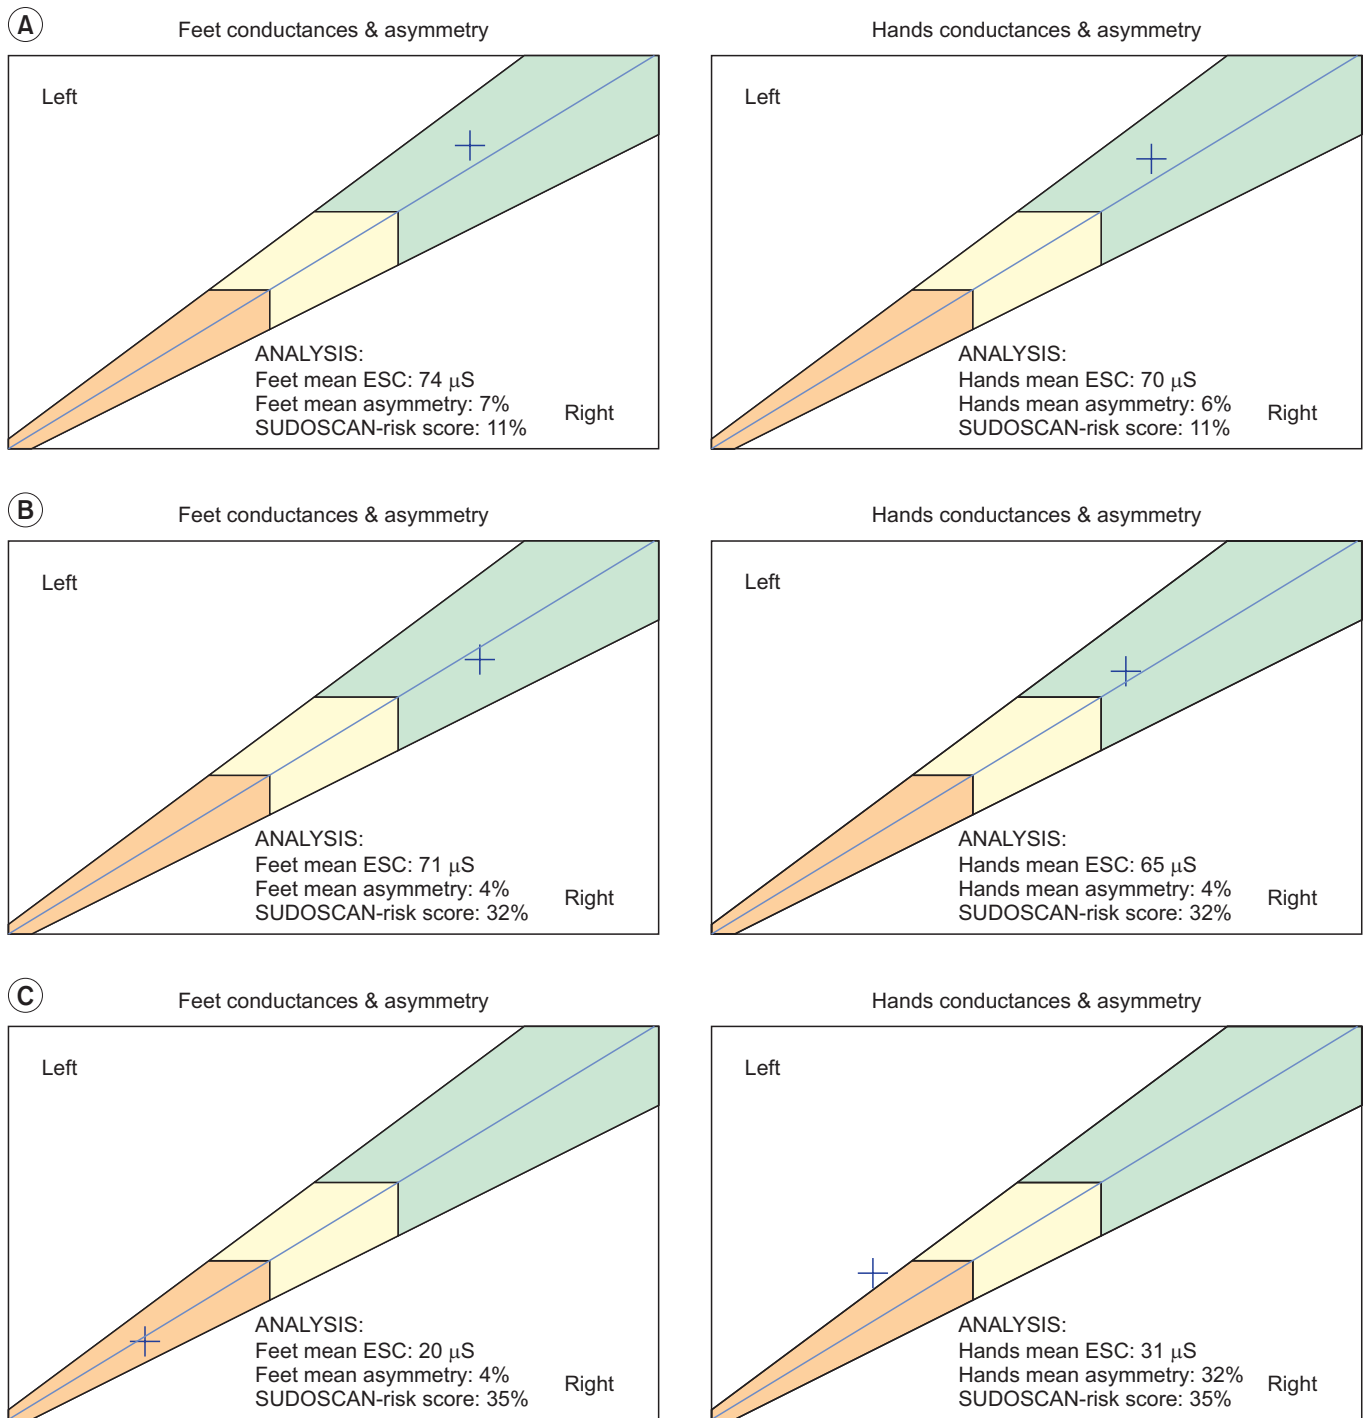 A
Feet conductances & asymmetry
Left
ANALYSIS:
Feet mean ESC: 74 μS
Feet mean asymmetry: 7%
SUDOSCAN-risk score: 11%
Right
Hands conductances & asymmetry
Left
ANALYSIS:
Hands mean ESC: 70 μS
Hands mean asymmetry: 6%
SUDOSCAN-risk score: 11%
Right
B
Feet conductances & asymmetry
Left
ANALYSIS:
Feet mean ESC: 71 μS
Feet mean asymmetry: 4%
SUDOSCAN-risk score: 32%
Right
Hands conductances & asymmetry
Left
ANALYSIS:
Hands mean ESC: 65 μS
Hands mean asymmetry: 4%
SUDOSCAN-risk score: 32%
Right
C
Feet conductances & asymmetry
Left
ANALYSIS:
Feet mean ESC: 20 μS
Feet mean asymmetry: 4%
SUDOSCAN-risk score: 35%
Right
Hands conductances & asymmetry
Left
ANALYSIS:
Hands mean ESC: 31 μS
Hands mean asymmetry: 32%
SUDOSCAN-risk score: 35%
Right